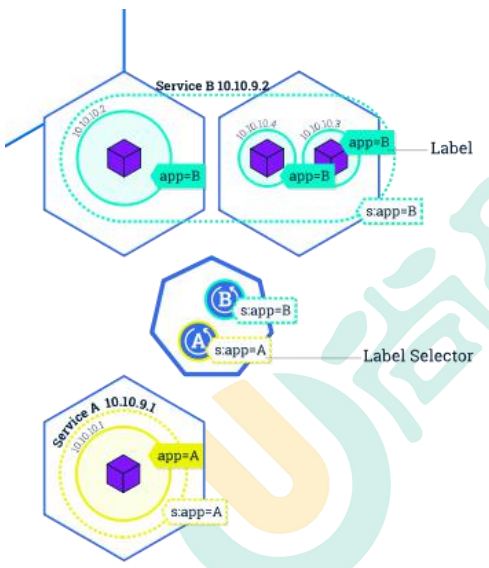 Service B 10.10.9.2
10.10.10.2
10.10.10.4
10.10.10.3
app=B
Label
app=B
app=B
s:app=B
B
s:app=B
A
s:app=A
Label Selector
Service A 10.10.9.1
10.10.10.1
app=A
s:app=A
尚